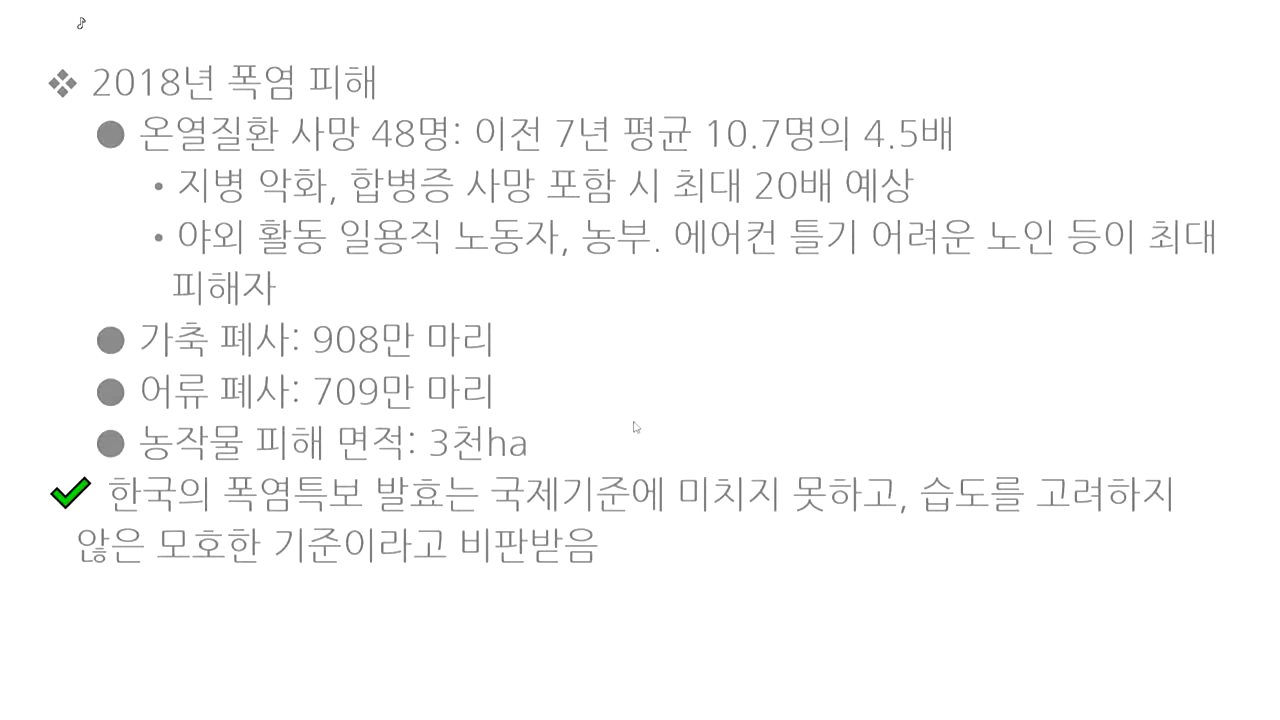 ♪
❖ 2018년 폭염 피해
● 온열질환 사망 48명: 이전 7년 평균 10.7명의 4.5배
• 지병 악화, 합병증 사망 포함 시 최대 20배 예상
• 야외 활동 일용직 노동자, 농부. 에어컨 틀기 어려운 노인 등이 최대
피해자
● 가축 폐사: 908만 마리
● 어류 폐사: 709만 마리
● 농작물 피해 면적: 3천ha
✔ 한국의 폭염특보 발효는 국제기준에 미치지 못하고, 습도를 고려하지
않은 모호한 기준이라고 비판받음